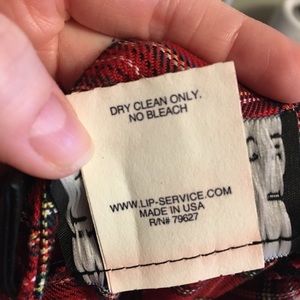 DRY CLEAN ONLY.
NO BLEACH
WWW.LIP-SERVICE.COM
MADE IN USA
R/N# 79627